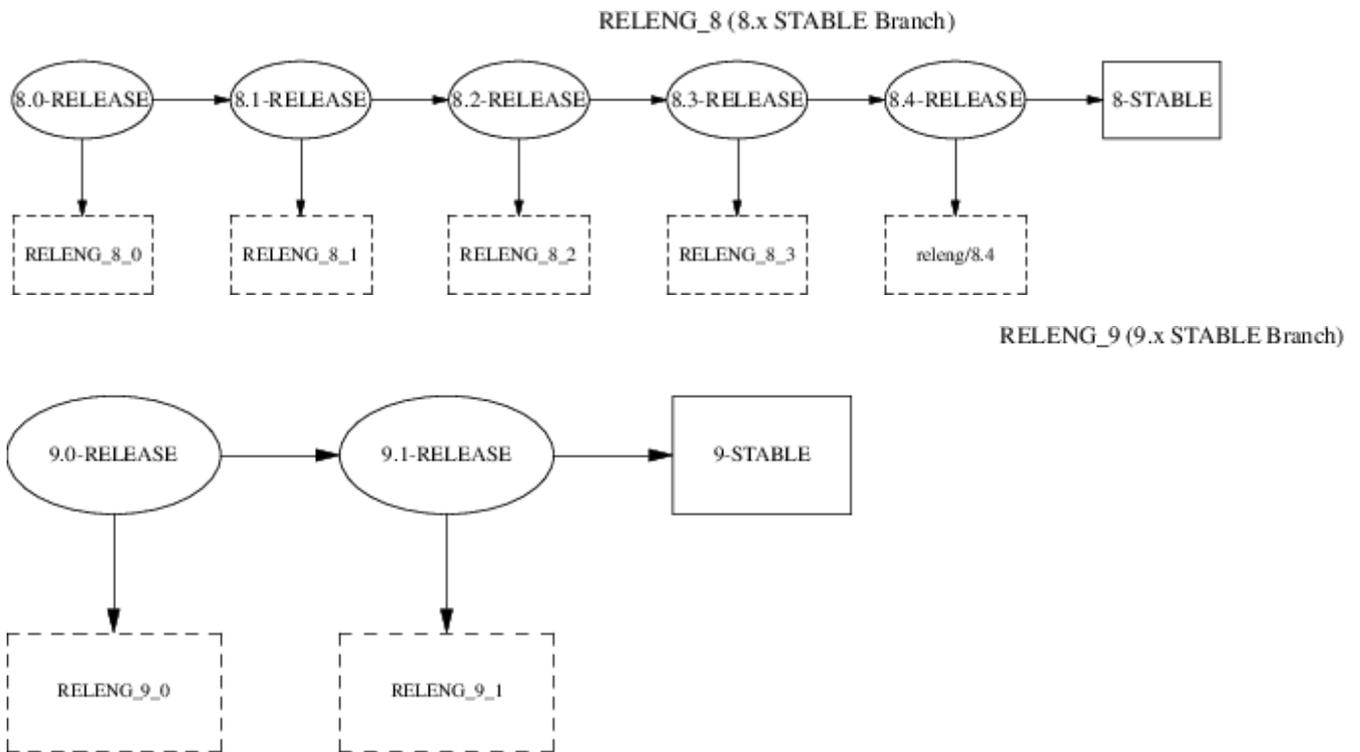 RELENG_8 (8.x STABLE Branch)
8.0-RELEASE 8.1-RELEASE 8.2-RELEASE 8.3-RELEASE 8.4-RELEASE 8-STABLE
RELENG_8_0 RELENG_8_1 RELENG_8_2 RELENG_8_3 releng/8.4
RELENG_9 (9.x STABLE Branch)
9.0-RELEASE 9.1-RELEASE 9-STABLE
RELENG_9_0 RELENG_9_1